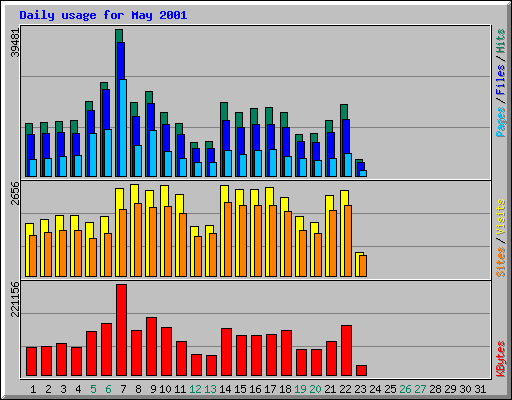 Daily usage for May 2001
39481
Pages / Files / Hits
2656
Sites / Visits
221156
KBytes
1 2 3 4 5 6 7 8 9 10 11 12 13 14 15 16 17 18 19 20 21 22 23 24 25 26 27 28 29 30 31